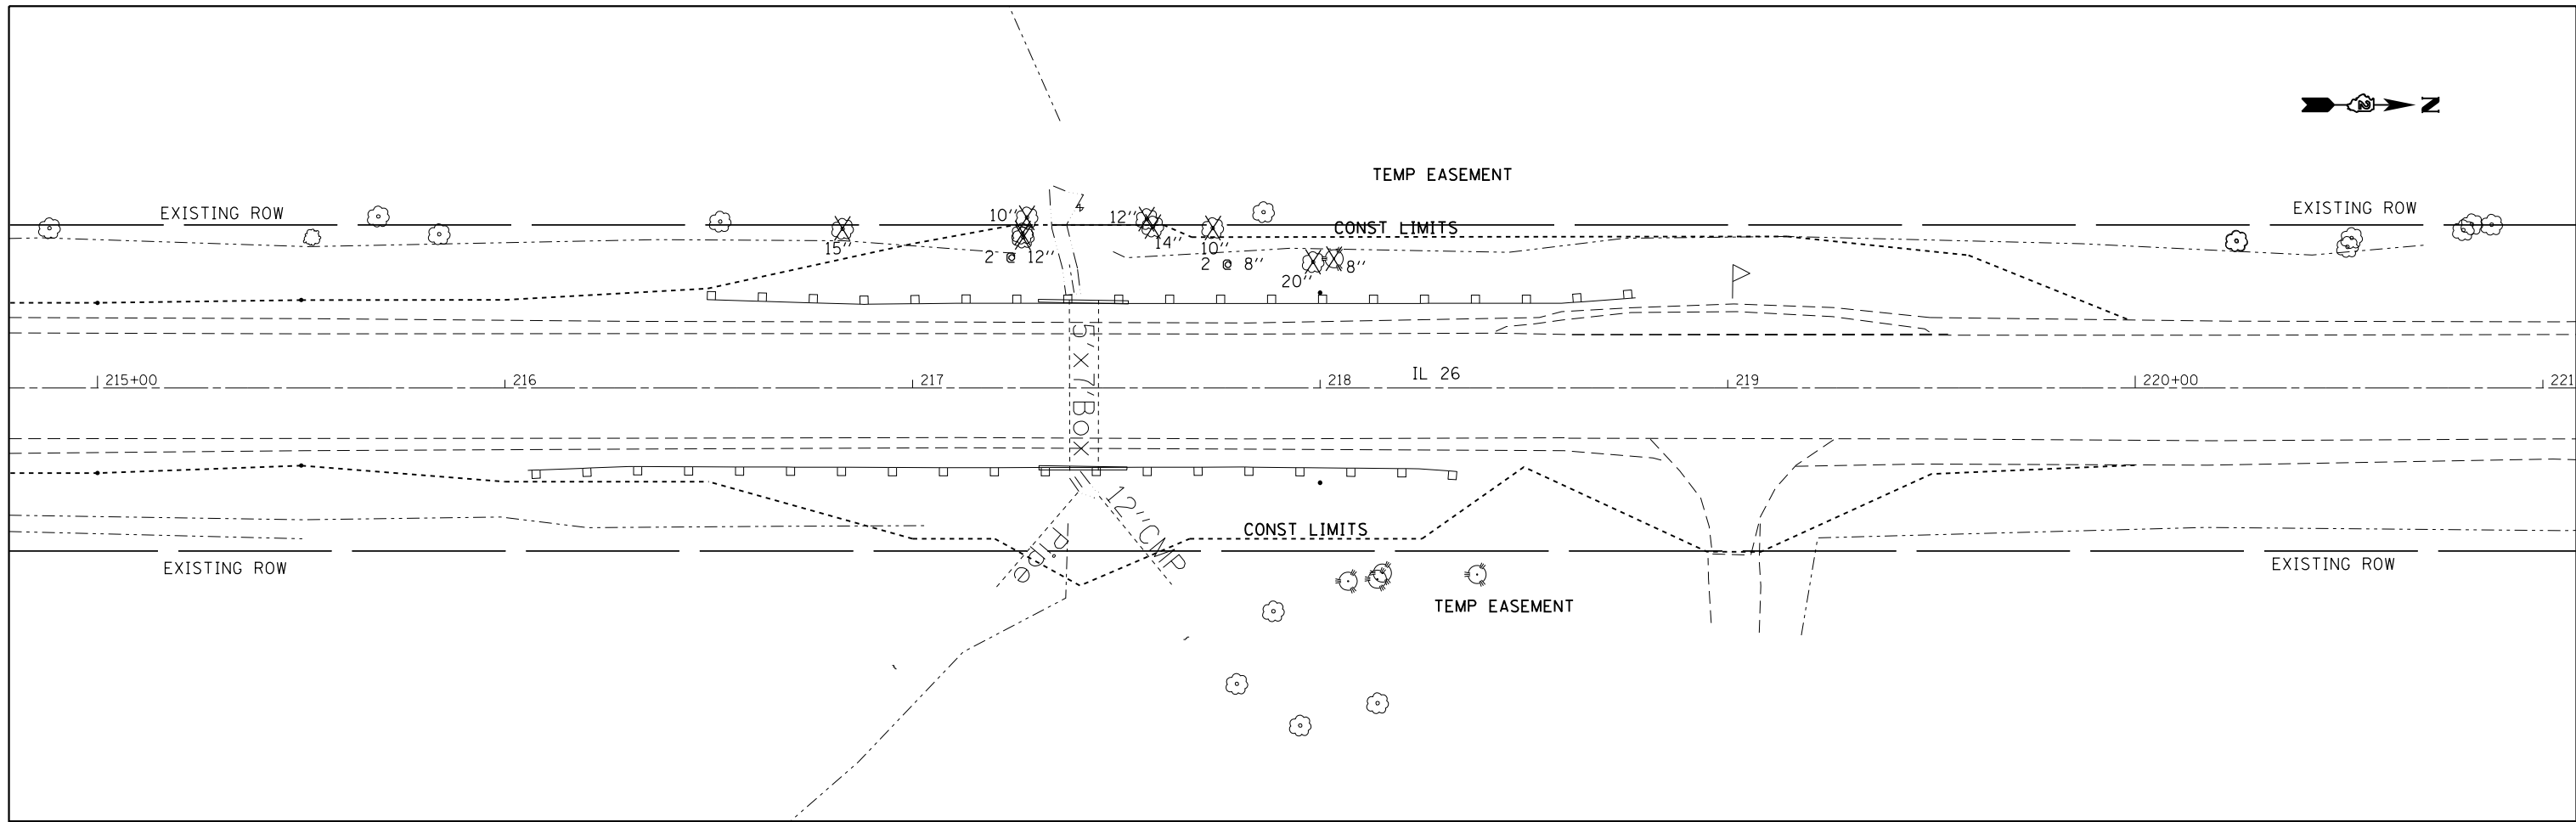 N
TEMP EASEMENT
EXISTING ROW
EXISTING ROW
10''
12''
CONST LIMITS
15''
14''
10''
2 @ 12''
2 @ 8''
8''
20''
5' X 7' Box
215+00
216
217
218
IL 26
219
220+00
221
12''CMP
CONST LIMITS
EXISTING ROW
EXISTING ROW
TEMP EASEMENT